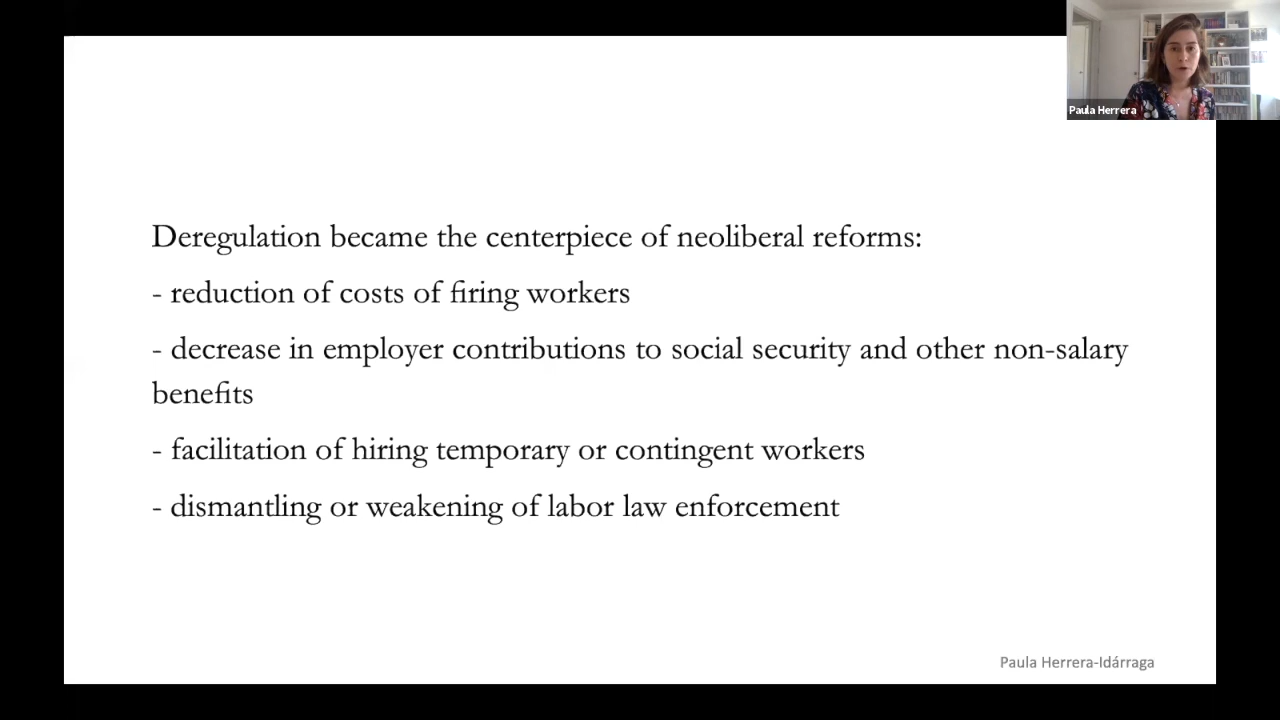 Paula Herrera
Deregulation became the centerpiece of neoliberal reforms:
- reduction of costs of firing workers
- decrease in employer contributions to social security and other non-salary
benefits
- facilitation of hiring temporary or contingent workers
- dismantling or weakening of labor law enforcement
Paula Herrera-Idárraga